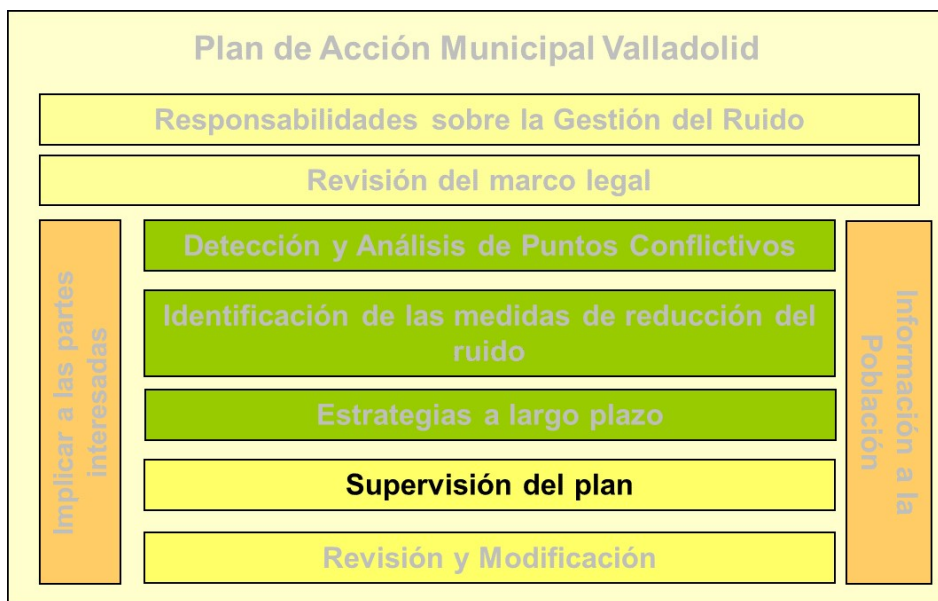 Plan de Acción Municipal Valladolid
Responsabilidades sobre la Gestión del Ruido
Revisión del marco legal
Implicar a las partes
interesadas
Detección y Análisis de Puntos Conflictivos
Identificación de las medidas de reducción del
ruido
Estrategias a largo plazo
Supervisión del plan
Revisión y Modificación
Información a la
Población